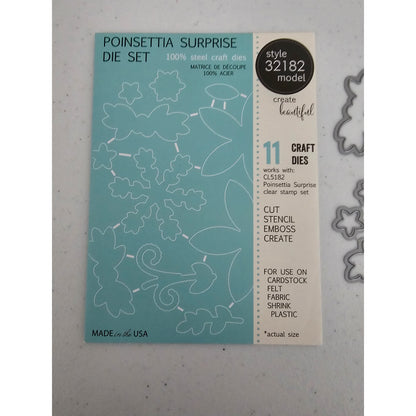 POINSETTIA SURPRISE
DIE SET
100% steel craft dies
MATRICE DE DÉCOUPE
100% ACIER
style
32182
model
create
beautiful
11 CRAFT
DIES
works with:
CL5182
Poinsettia Surprise
clear stamp set
CUT
STENCIL
EMBOSS
CREATE
FOR USE ON
CARDSTOCK
FELT
FABRIC
SHRINK
PLASTIC
MADE in the USA
*actual size